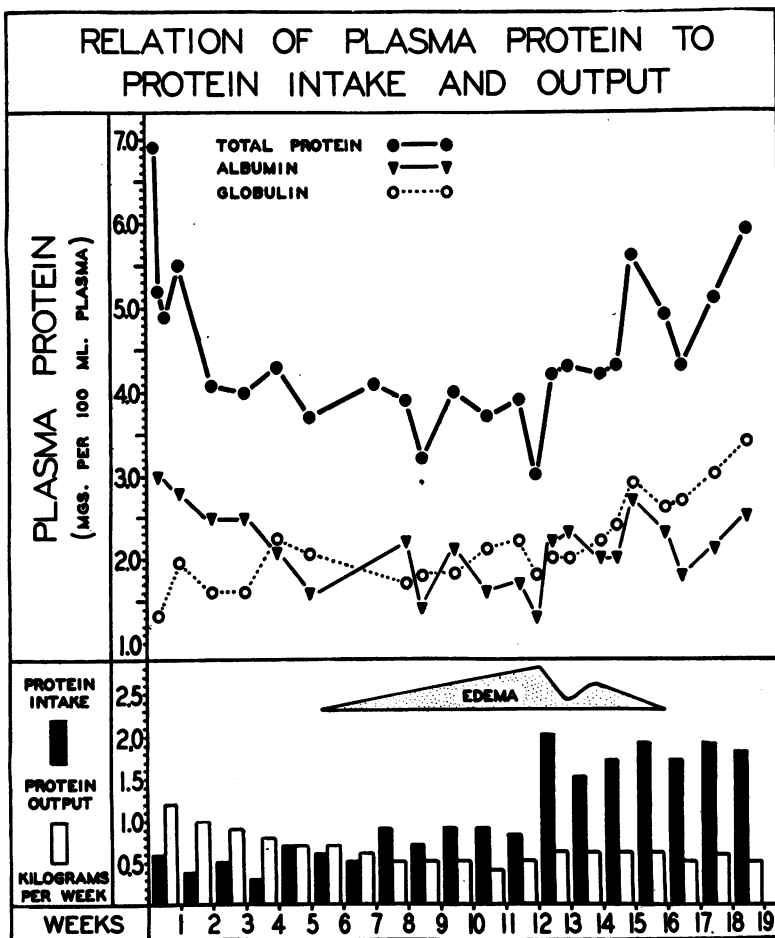 RELATION OF PLASMA PROTEIN TO
PROTEIN INTAKE AND OUTPUT
PLASMA PROTEIN
(MGS. PER 100 ML. PLASMA)
7.0
6.0
5.0
4.0
3.0
2.0
1.0
TOTAL PROTEIN
ALBUMIN
GLOBULIN
PROTEIN
INTAKE
PROTEIN
OUTPUT
KILOGRAMS
PER WEEK
2.5
2.0
1.5
1.0
0.5
EDEMA
WEEKS 1 2 3 4 5 6 7 8 9 10 11 12 13 14 15 16 17. 18 19